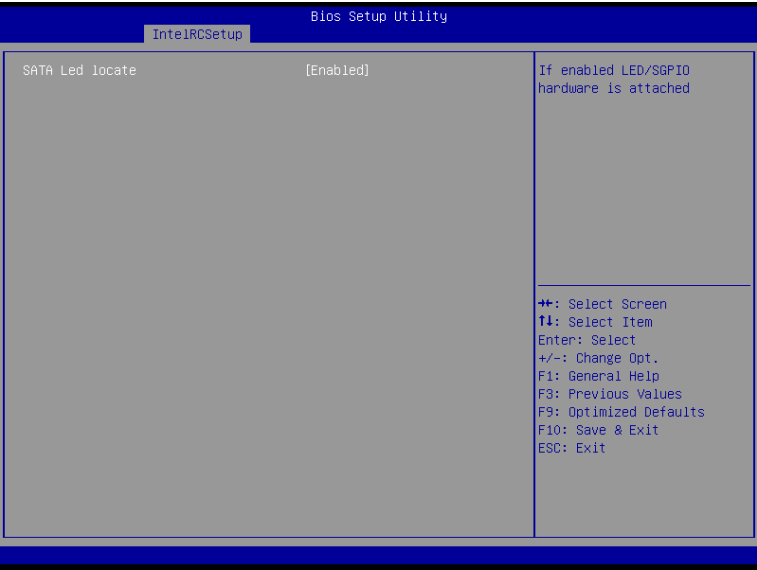 Bios Setup Utility
IntelRCSetup
SATA Led locate [Enabled]
If enabled LED/SGPIO
hardware is attached
→←: Select Screen
↑↓: Select Item
Enter: Select
+/-: Change Opt.
F1: General Help
F3: Previous Values
F9: Optimized Defaults
F10: Save & Exit
ESC: Exit